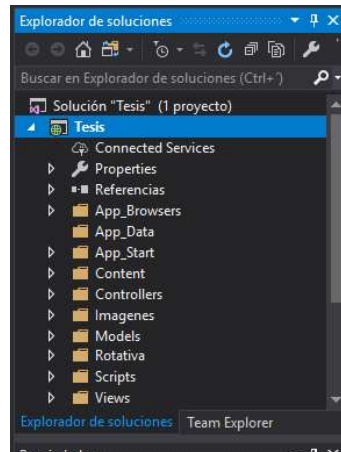 Explorador de soluciones
Buscar en Explorador de soluciones (Ctrl+´)
Solución "Tesis" (1 proyecto)
Tesis
Connected Services
Properties
Referencias
App_Browsers
App_Data
App_Start
Content
Controllers
Imagenes
Models
Rotativa
Scripts
Views
Explorador de soluciones Team Explorer